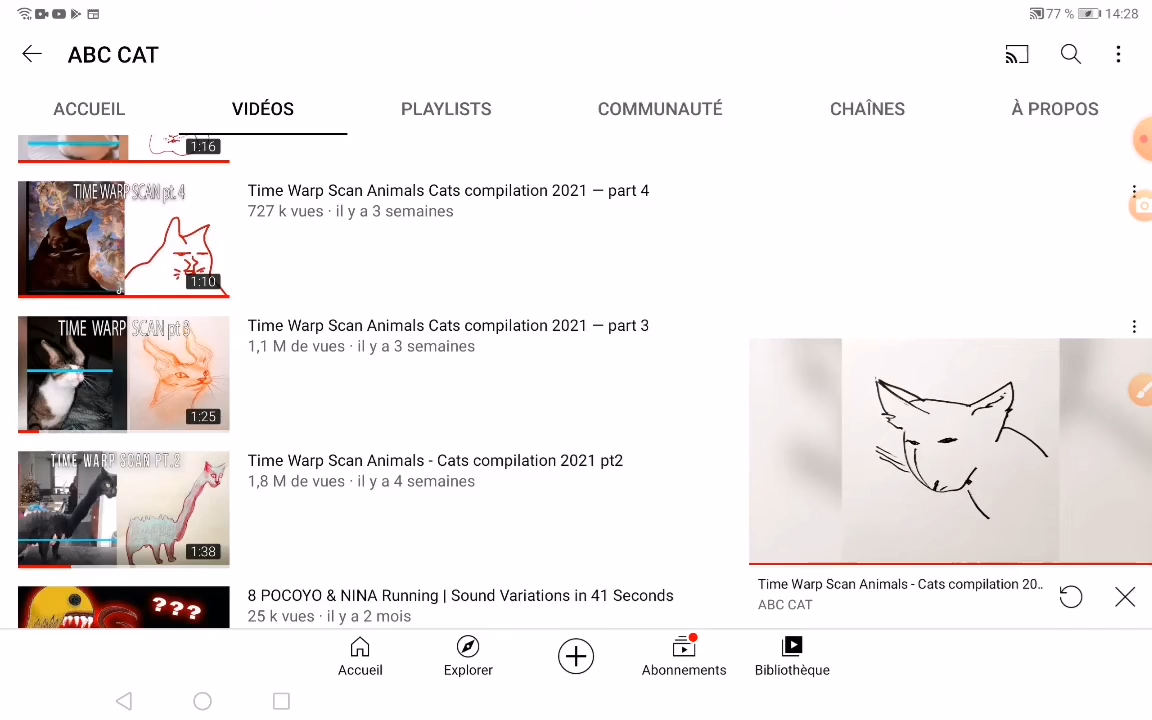 77 % 14:28
ABC CAT
ACCUEIL VIDÉOS PLAYLISTS COMMUNAUTÉ CHAÎNES À PROPOS
1:16
TIME WARP SCAN pt. 4
1:10
Time Warp Scan Animals Cats compilation 2021 – part 4
727 k vues · il y a 3 semaines
TIME WARP SCAN pt 3
1:25
Time Warp Scan Animals Cats compilation 2021 – part 3
1,1 M de vues · il y a 3 semaines
TIME WARP SCAN PT.2
1:38
Time Warp Scan Animals - Cats compilation 2021 pt2
1,8 M de vues · il y a 4 semaines
???
8 POCOYO & NINA Running | Sound Variations in 41 Seconds
25 k vues · il y a 2 mois
Time Warp Scan Animals - Cats compilation 20..
ABC CAT
Accueil Explorer Abonnements Bibliothèque